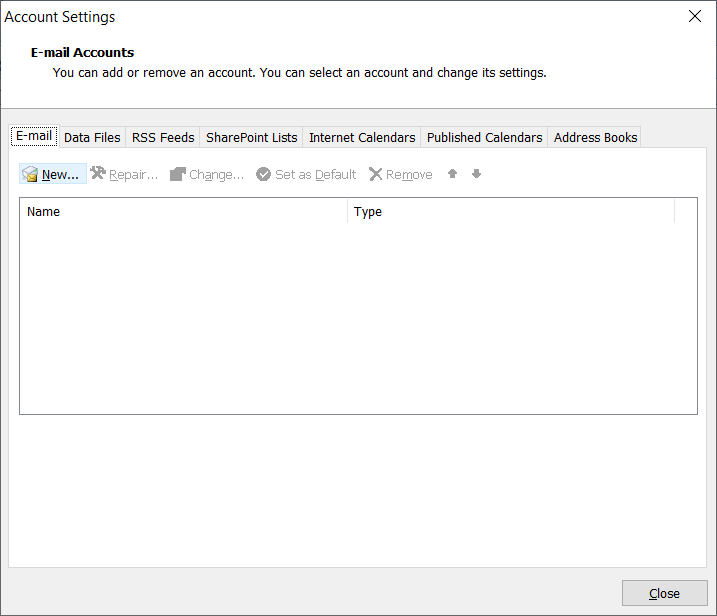 Account Settings
E-mail Accounts
You can add or remove an account. You can select an account and change its settings.
E-mail Data Files RSS Feeds SharePoint Lists Internet Calendars Published Calendars Address Books
New... Repair... Change... Set as Default Remove
Name Type
Close